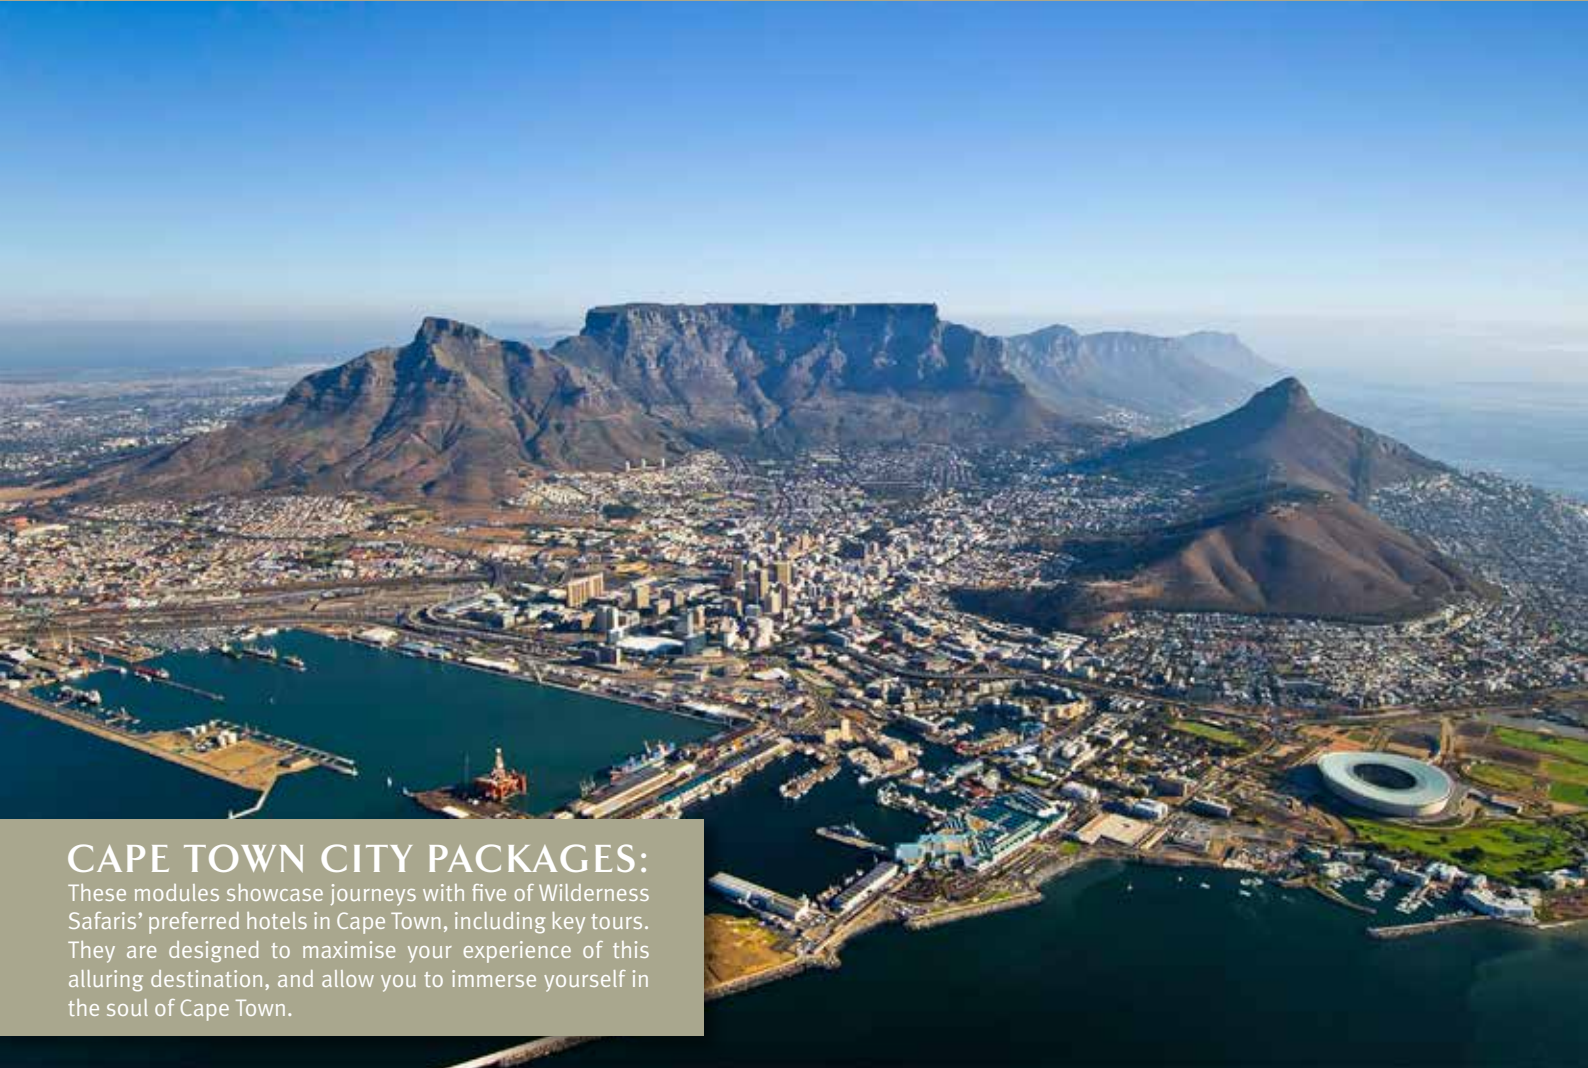 CAPE TOWN CITY PACKAGES:
These modules showcase journeys with five of Wilderness
Safaris’ preferred hotels in Cape Town, including key tours.
They are designed to maximise your experience of this
alluring destination, and allow you to immerse yourself in
the soul of Cape Town.